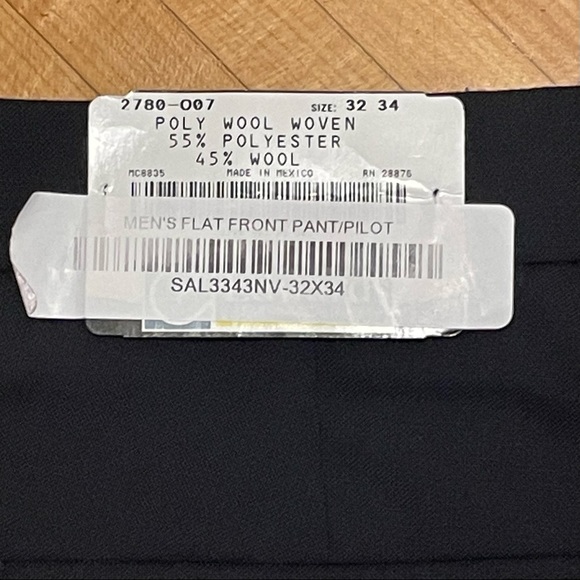 2780-007 SIZE: 32 34
POLY WOOL WOVEN
55% POLYESTER
45% WOOL
MC8835 MADE IN MEXICO RN 28876
MEN'S FLAT FRONT PANT/PILOT
SAL3343NV-32X34